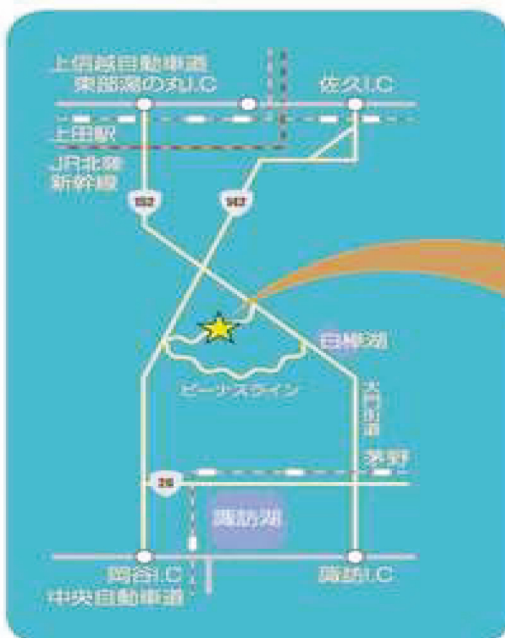 上信越自動車道
東部湯の丸I.C
佐久I.C
上田駅
JR北陸
新幹線
152
142
白樺湖
ビーナスライン
大門街道
茅野
20
諏訪湖
岡谷I.C
諏訪I.C
中央自動車道